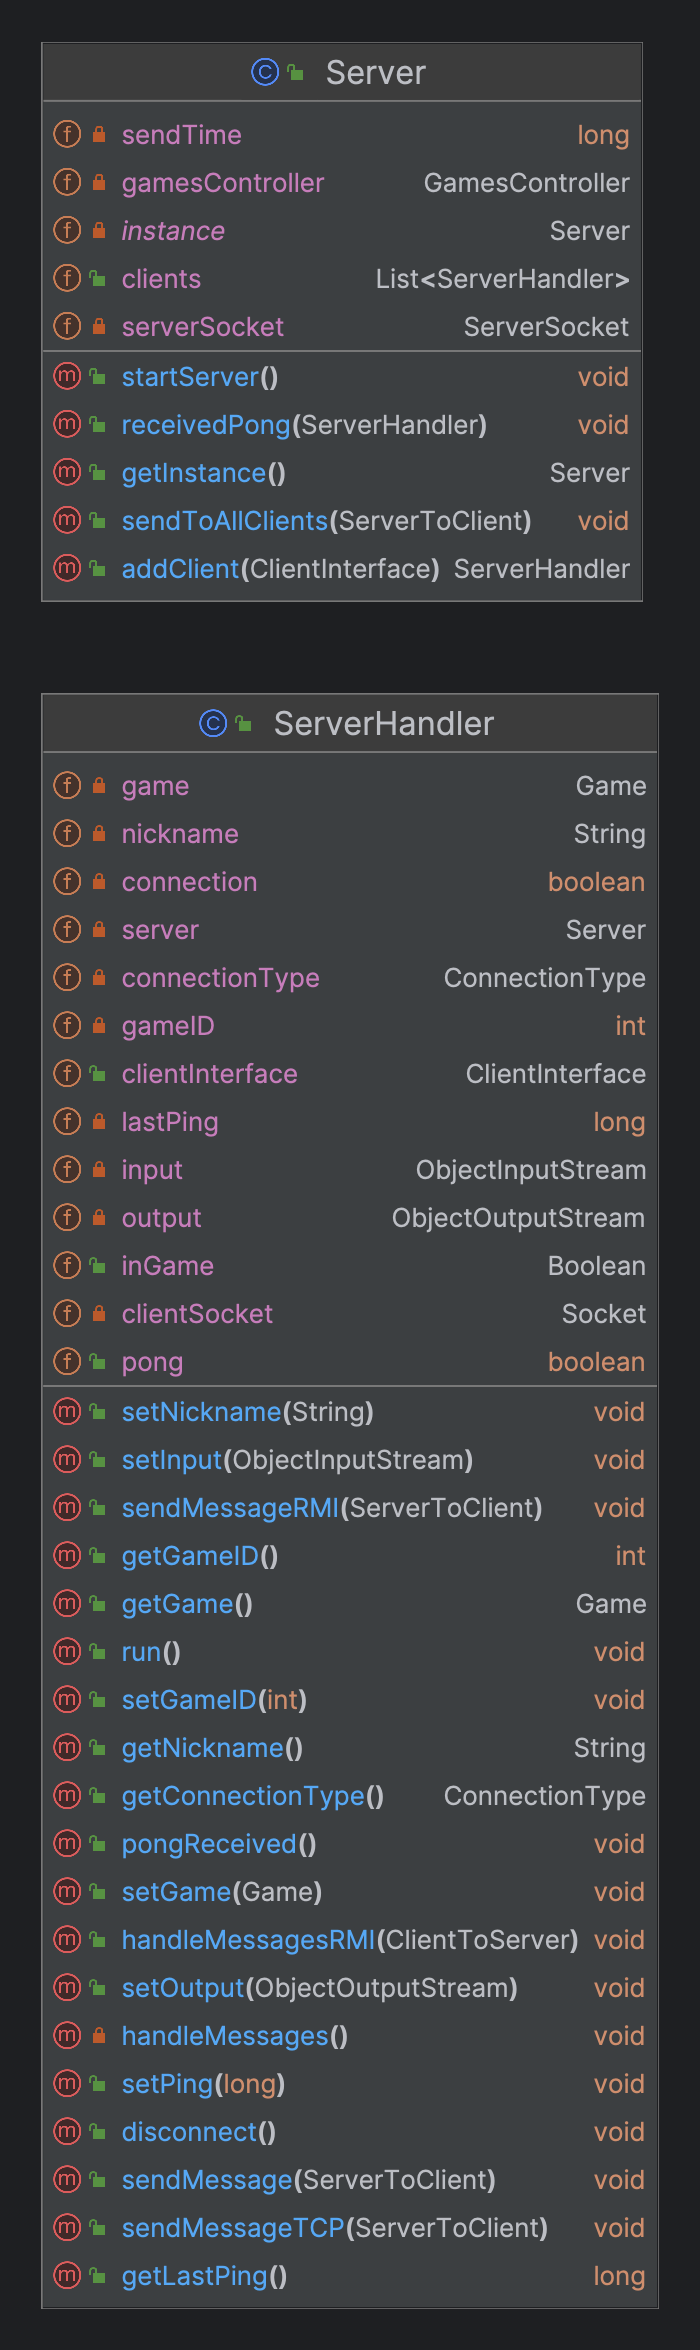 Server
sendTime long
gamesController GamesController
instance Server
clients List<ServerHandler>
serverSocket ServerSocket
startServer() void
receivedPong(ServerHandler) void
getInstance() Server
sendToAllClients(ServerToClient) void
addClient(ClientInterface) ServerHandler
ServerHandler
game Game
nickname String
connection boolean
server Server
connectionType ConnectionType
gameID int
clientInterface ClientInterface
lastPing long
input ObjectInputStream
output ObjectOutputStream
inGame Boolean
clientSocket Socket
pong boolean
setNickname(String) void
setInput(ObjectInputStream) void
sendMessageRMI(ServerToClient) void
getGameID() int
getGame() Game
run() void
setGameID(int) void
getNickname() String
getConnectionType() ConnectionType
pongReceived() void
setGame(Game) void
handleMessagesRMI(ClientToServer) void
setOutput(ObjectOutputStream) void
handleMessages() void
setPing(long) void
disconnect() void
sendMessage(ServerToClient) void
sendMessageTCP(ServerToClient) void
getLastPing() long